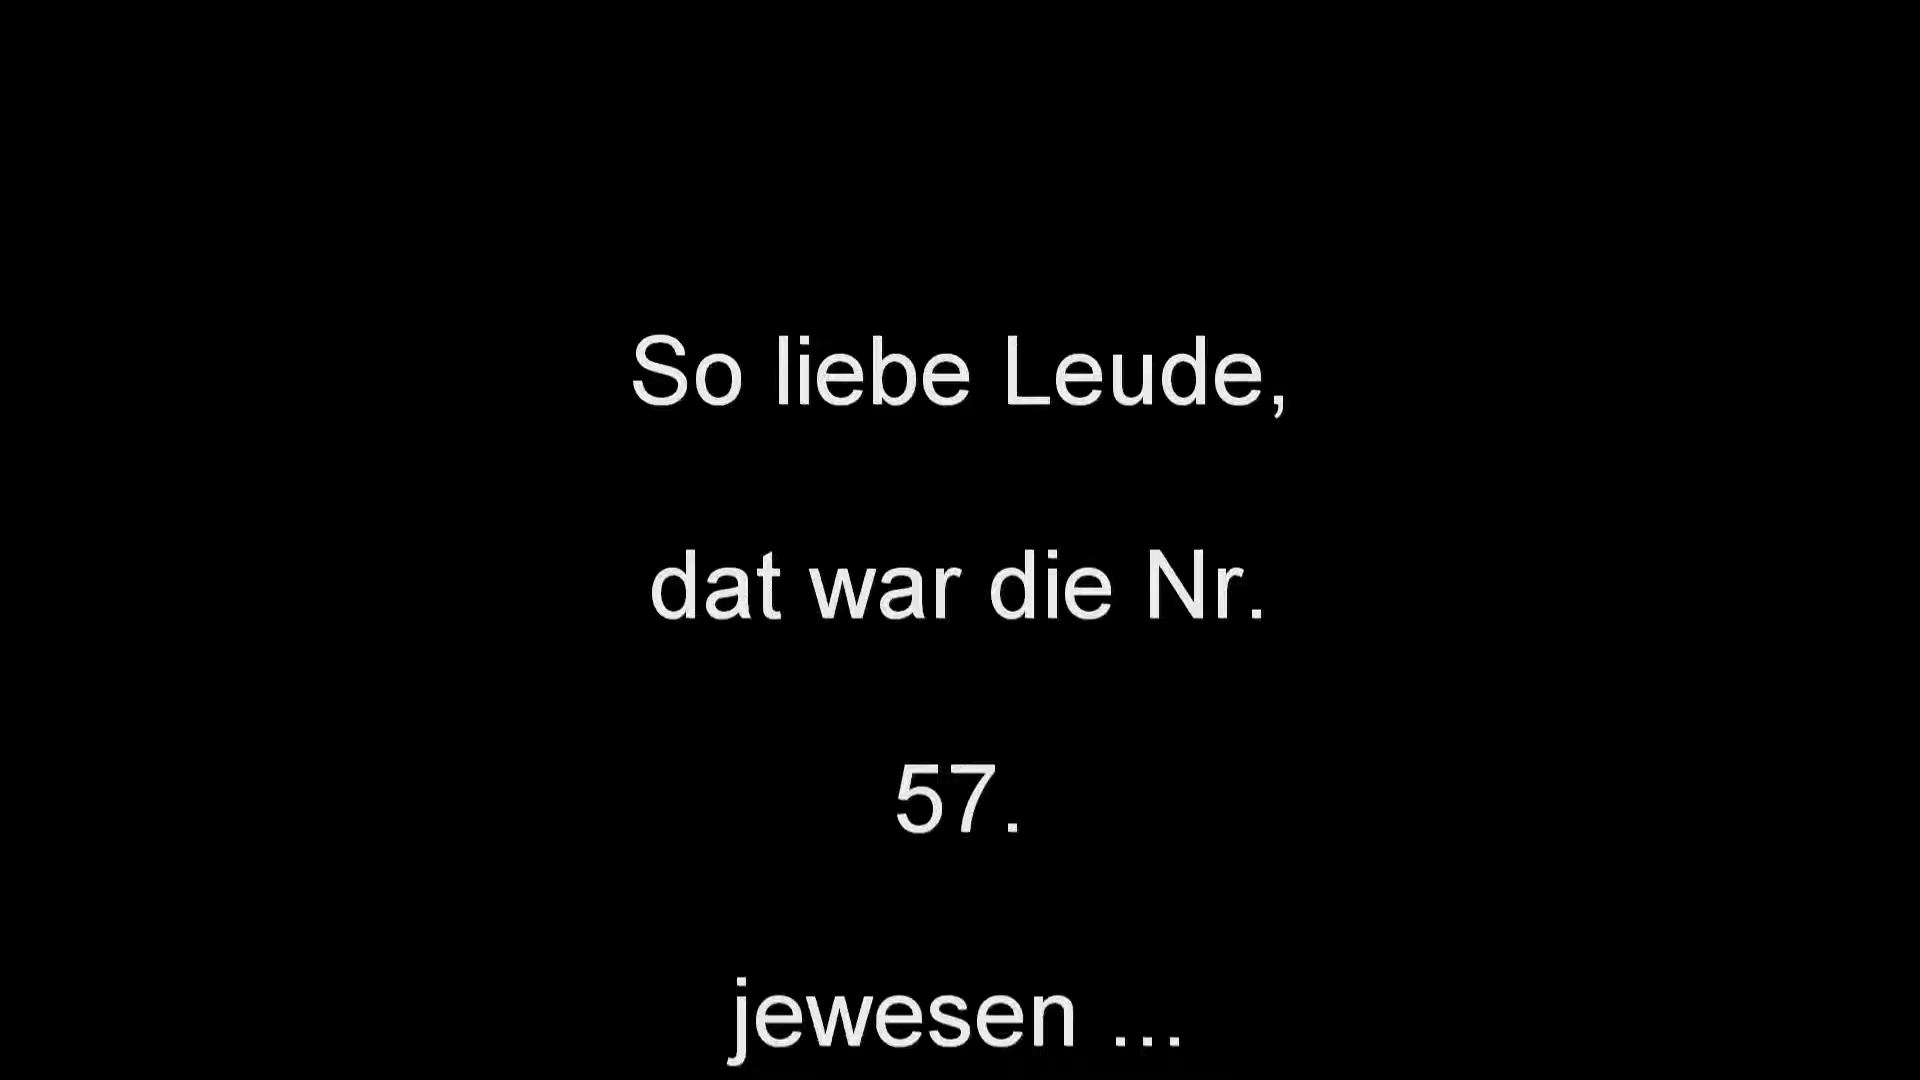 So liebe Leude,
dat war die Nr.
57.
jewesen ...